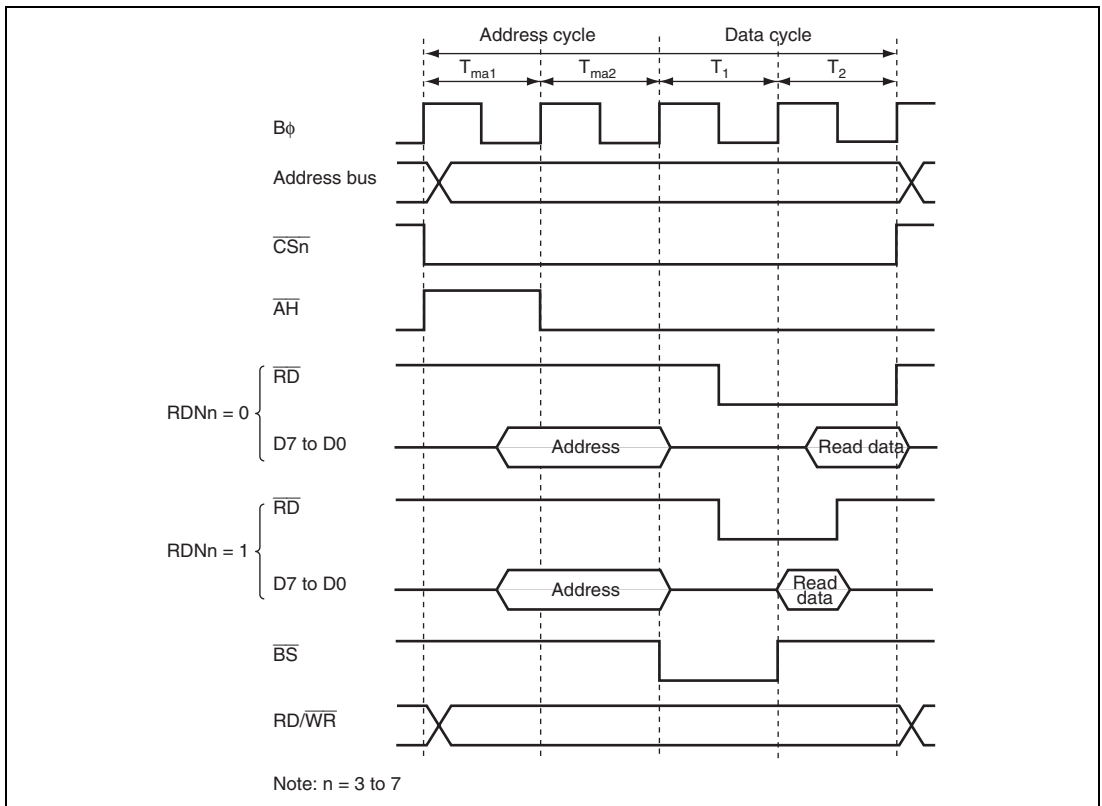 Address cycle Data cycle
Tma1 Tma2 T1 T2
Bφ
Address bus
CSn
AH
RD
RDNn = 0
D7 to D0 Address Read data
RD
RDNn = 1
D7 to D0 Address Read data
BS
RD/WR
Note: n = 3 to 7